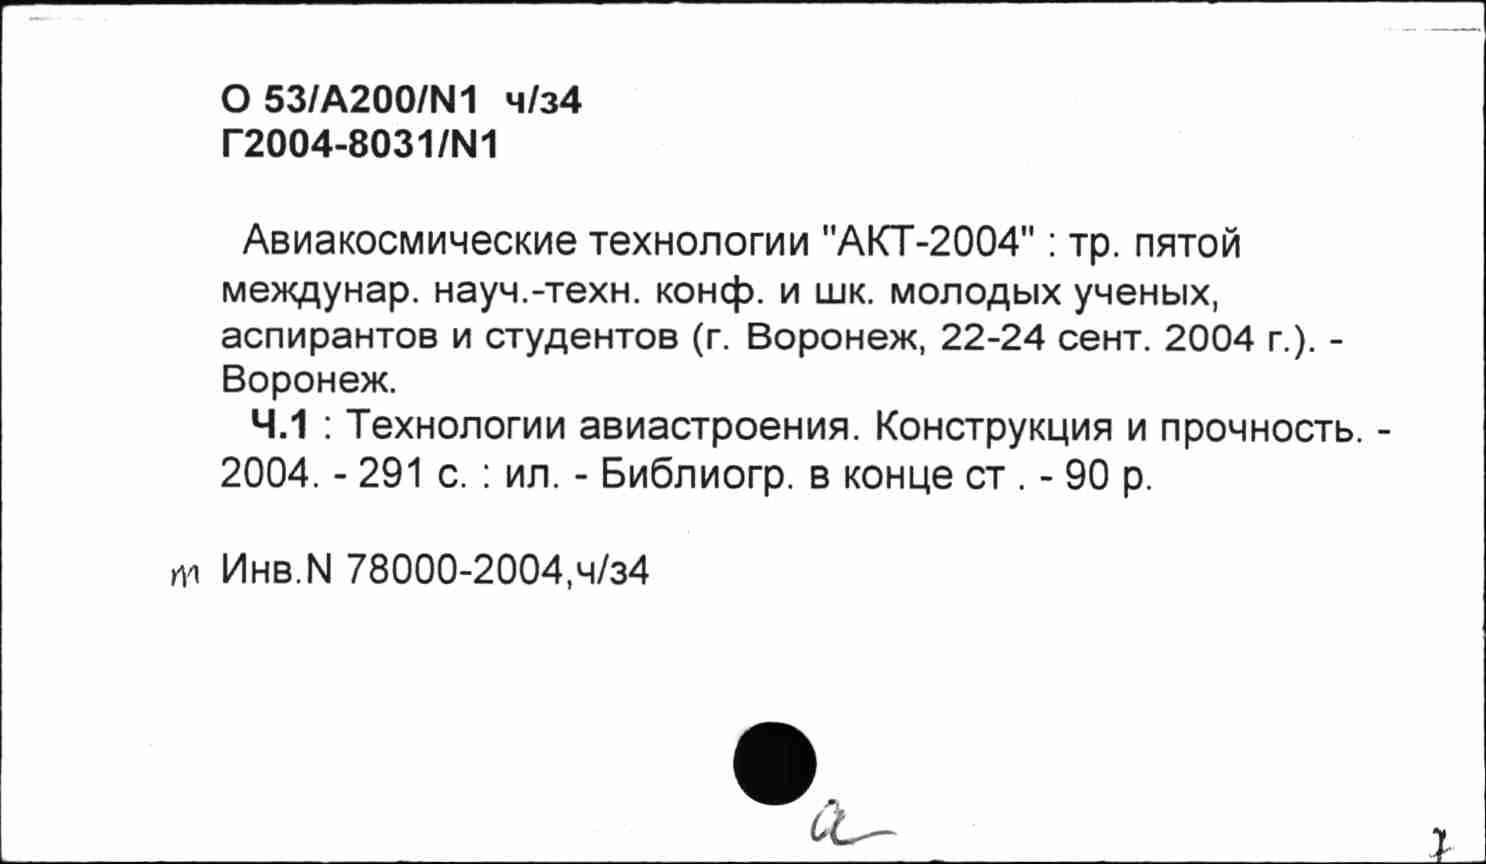 О 53/А200/N1 ч/з4
Г2004-8031/N1
Авиакосмические технологии "АКТ-2004" : тр. пятой
междунар. науч.-техн. конф. и шк. молодых ученых,
аспирантов и студентов (г. Воронеж, 22-24 сент. 2004 г.). -
Воронеж.
Ч.1 : Технологии авиастроения. Конструкция и прочность. -
2004. - 291 с. : ил. - Библиогр. в конце ст . - 90 р.
т Инв.N 78000-2004,ч/з4
а